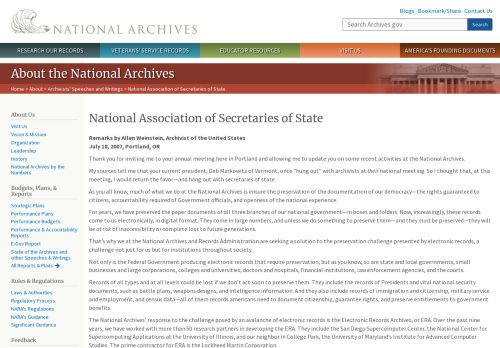 Blogs · Bookmark/Share · Contact Us
NATIONAL ARCHIVES
Search Archives.gov
Search
RESEARCH OUR RECORDS
VETERANS' SERVICE RECORDS
EDUCATOR RESOURCES
VISIT US
AMERICA'S FOUNDING DOCUMENTS
About the National Archives
Home > About > Archivists' Speeches and Writings > National Association of Secretaries of State
About Us
Visit Us
Vision & Mission
Organization
Leadership
History
National Archives by the
Numbers
Budgets, Plans, &
Reports
Strategic Plans
Performance Plans
Performance Budgets
Performance & Accountability
Reports
E-Gov Report
State of the Archives and
other Speeches & Writings
All Reports & Plans
Rules & Regulations
Laws & Authorities
Regulatory Process
NARA's Regulations
NARA's Guidance
Significant Guidance
Feedback
National Association of Secretaries of State
Remarks by Allen Weinstein, Archivist of the United States
July 18, 2007, Portland, OR
Thank you for inviting me to your annual meeting here in Portland and allowing me to update you on some recent activities at the National Archives.
My sources tell me that your current president, Deb Markowitz of Vermont, once "hung out" with archivists at their national meeting. So I thought that, at this
meeting, I would return the favor—and hang out with secretaries of state.
As you all know, much of what we do at the National Archives is ensure the preservation of the documentation of our democracy—the rights guaranteed to
citizens, accountability required of Government officials, and openness of the national experience.
For years, we have preserved the paper documents of all three branches of our national government—in boxes and folders. Now, increasingly, these records
come to us electronically, in digital format. They come in large numbers, and unless we do something to preserve them—and they must be preserved—they will
be at risk of inaccessibility or complete loss to future generations.
That's why we at the National Archives and Records Administration are seeking a solution to the preservation challenge presented by electronic records, a
challenge not just for us but for institutions throughout society.
Not only is the Federal Government producing electronic records that require preservation, but as you know, so are state and local governments, small
businesses and large corporations, colleges and universities, doctors and hospitals, financial institutions, law enforcement agencies, and the courts.
Records of all types and at all levels could be lost if we don't act soon to preserve them. They include the records of Presidents and vital national security
documents, such as battle plans, weapons designs, and intelligence information. And they also include records of immigration and citizenship, military service
and employment, and census data—all of them records Americans need to document citizenship, guarantee rights, and preserve entitlements to government
benefits.
The National Archives' response to the challenge posed by an avalanche of electronic records is the Electronic Records Archives, or ERA. Over the past nine
years, we have worked with more than 50 research partners in developing the ERA. They include the San Diego Supercomputer Center, the National Center for
Supercomputing Applications at the University of Illinois, and our neighbor in College Park, the University of Maryland's Institute for Advanced Computer
Studies. The prime contractor for ERA is the Lockheed Martin Corporation.